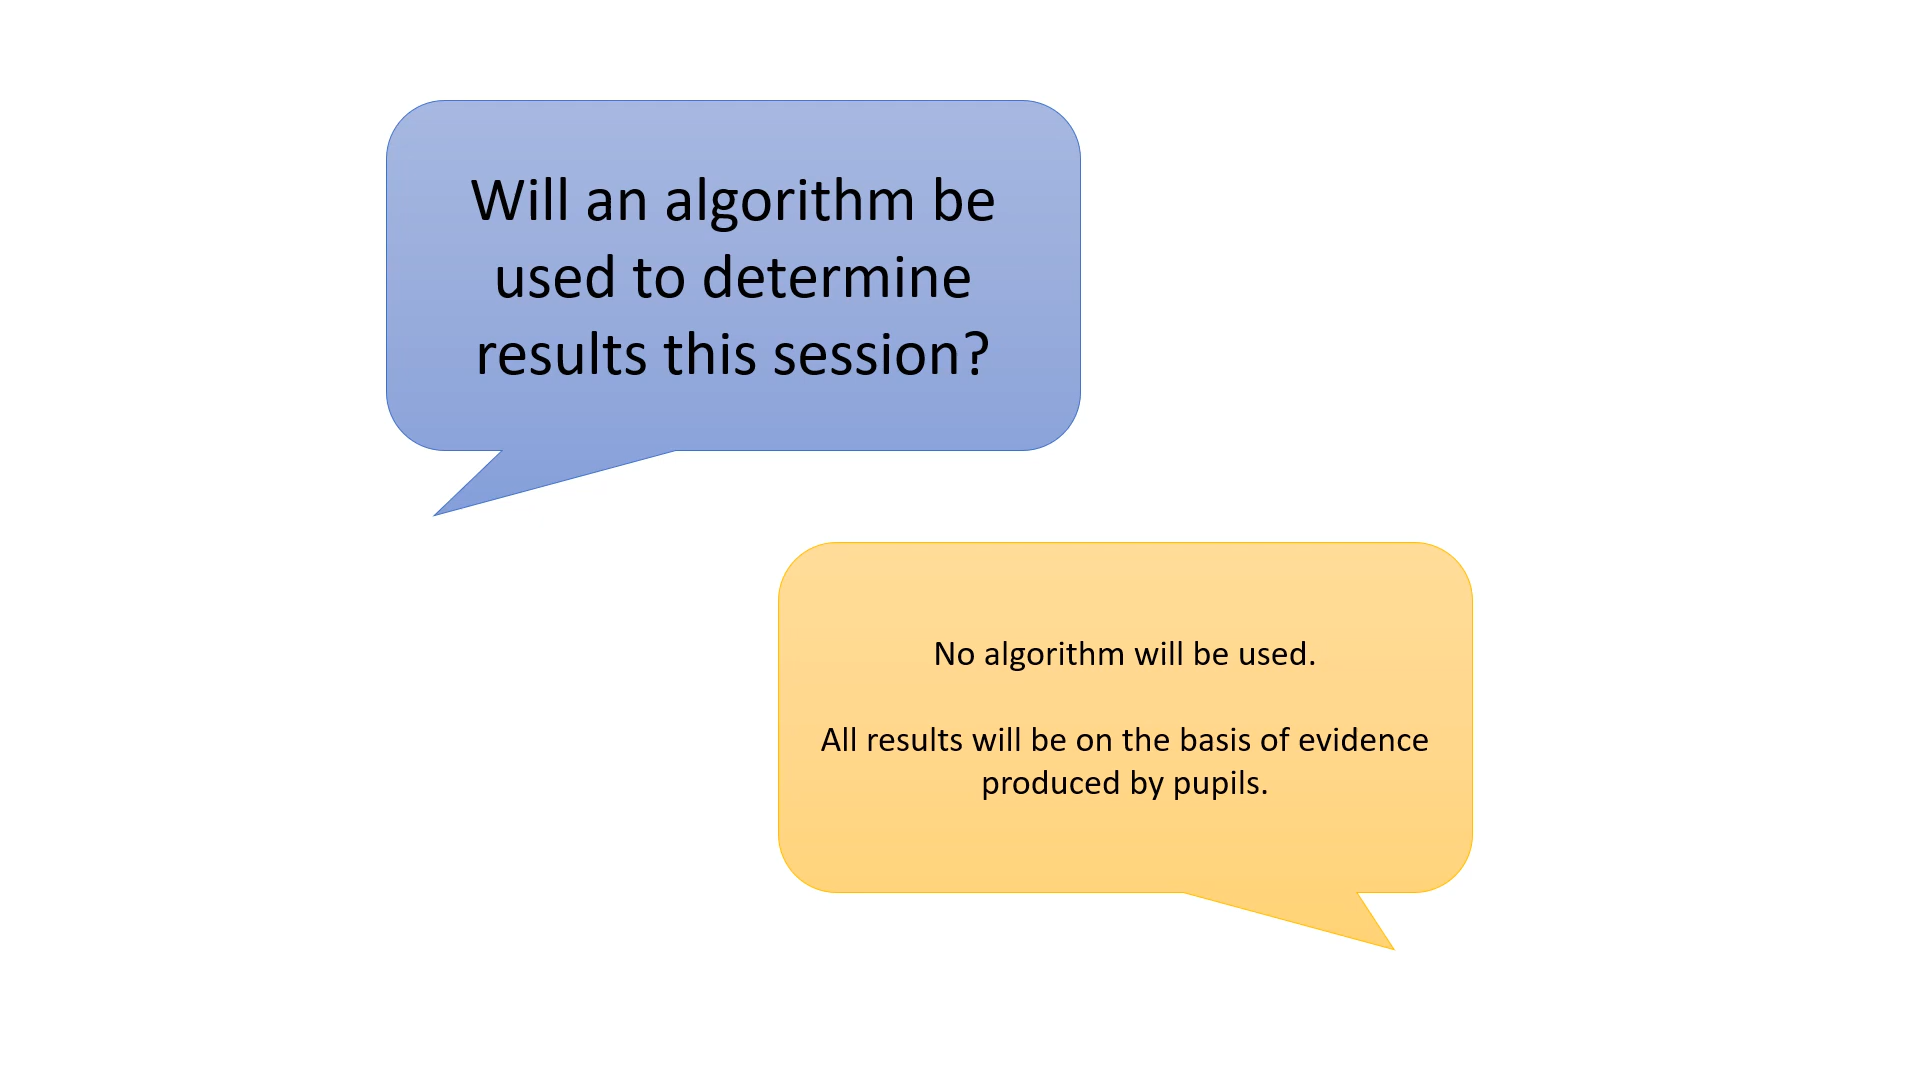 Will an algorithm be
used to determine
results this session?
No algorithm will be used.
All results will be on the basis of evidence
produced by pupils.